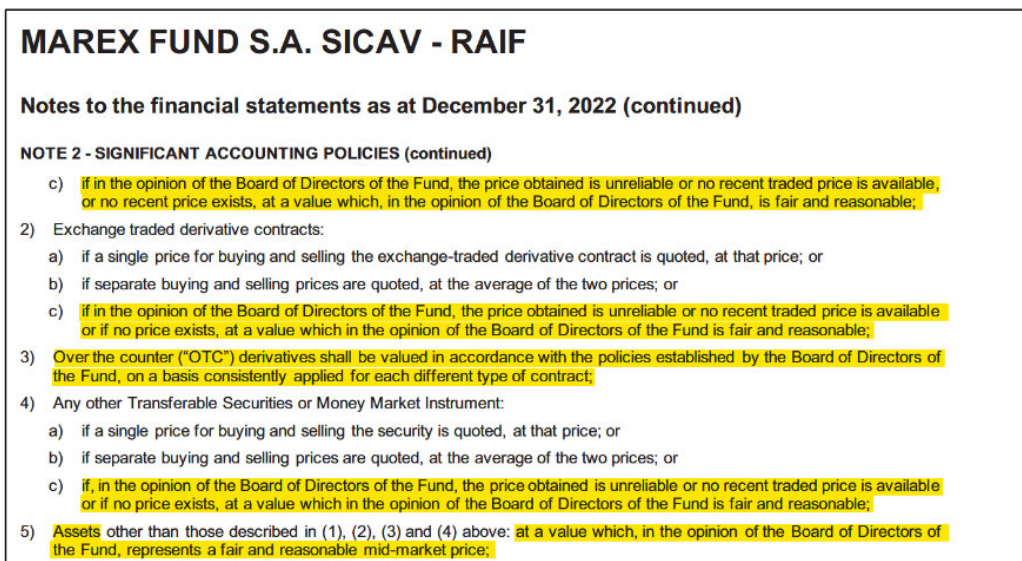 MAREX FUND S.A. SICAV - RAIF
Notes to the financial statements as at December 31, 2022 (continued)
NOTE 2 - SIGNIFICANT ACCOUNTING POLICIES (continued)
c) if in the opinion of the Board of Directors of the Fund, the price obtained is unreliable or no recent traded price is available,
or no recent price exists, at a value which, in the opinion of the Board of Directors of the Fund, is fair and reasonable;
2) Exchange traded derivative contracts:
a) if a single price for buying and selling the exchange-traded derivative contract is quoted, at that price; or
b) if separate buying and selling prices are quoted, at the average of the two prices; or
c) if in the opinion of the Board of Directors of the Fund, the price obtained is unreliable or no recent traded price is available
or if no price exists, at a value which in the opinion of the Board of Directors of the Fund is fair and reasonable;
3) Over the counter ("OTC") derivatives shall be valued in accordance with the policies established by the Board of Directors of
the Fund, on a basis consistently applied for each different type of contract;
4) Any other Transferable Securities or Money Market Instrument:
a) if a single price for buying and selling the security is quoted, at that price; or
b) if separate buying and selling prices are quoted, at the average of the two prices; or
c) if, in the opinion of the Board of Directors of the Fund, the price obtained is unreliable or no recent traded price is available
or if no price exists, at a value which in the opinion of the Board of Directors of the Fund is fair and reasonable;
5) Assets other than those described in (1), (2), (3) and (4) above: at a value which, in the opinion of the Board of Directors of
the Fund, represents a fair and reasonable mid-market price;